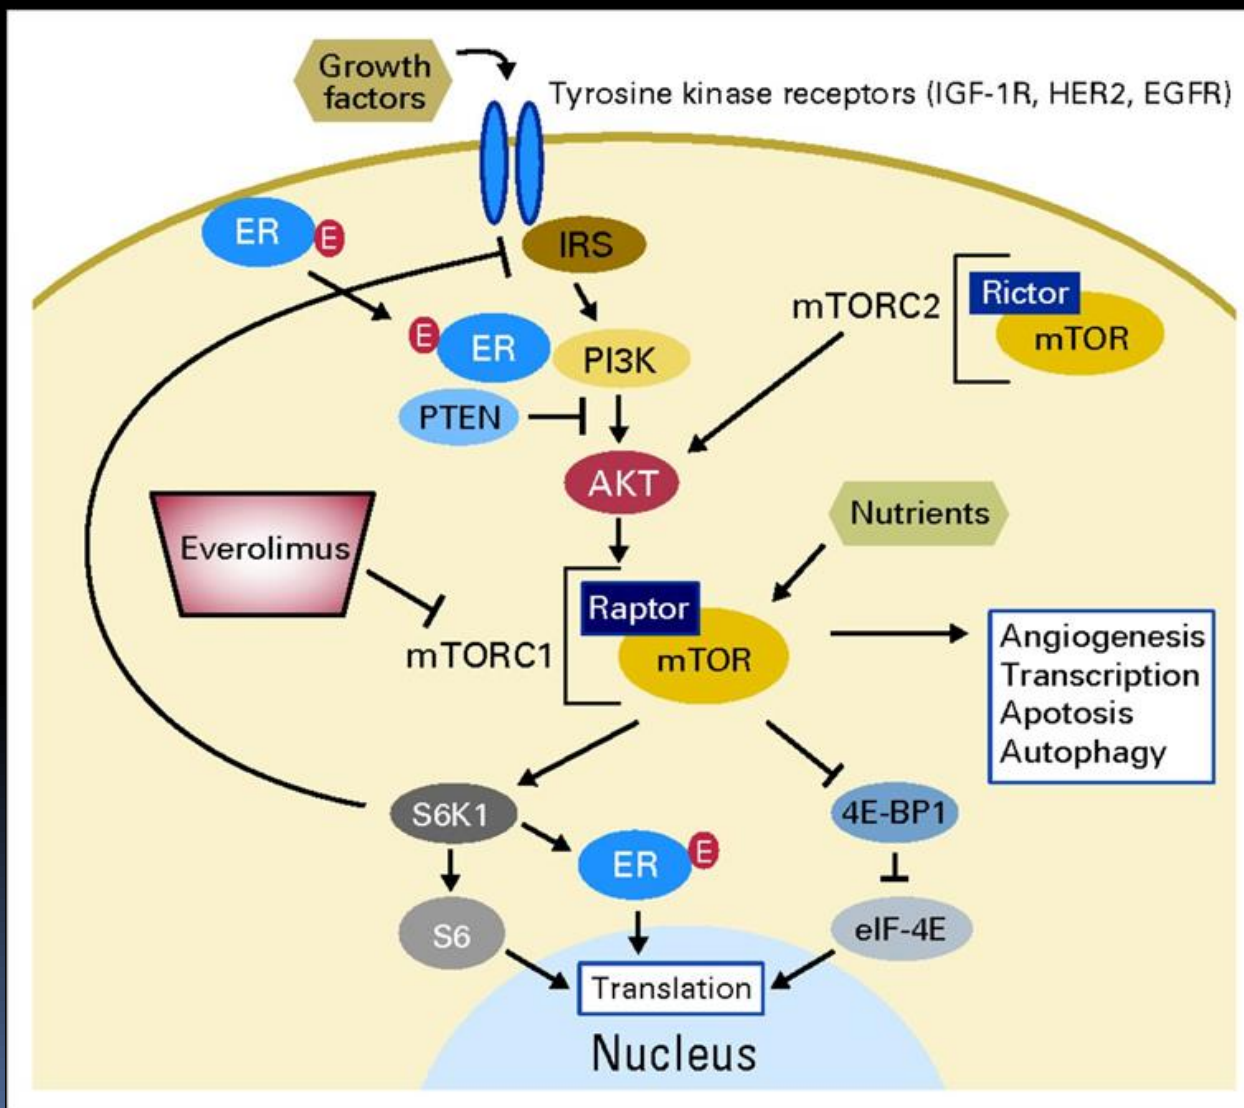 Growth
factors
Tyrosine kinase receptors (IGF-1R, HER2, EGFR)
ER
E
IRS
Rictor
mTOR
mTORC2
E
ER
PI3K
PTEN
AKT
Nutrients
Everolimus
Raptor
mTOR
mTORC1
Angiogenesis
Transcription
Apotosis
Autophagy
S6K1
4E-BP1
ER
E
S6
eIF-4E
Translation
Nucleus